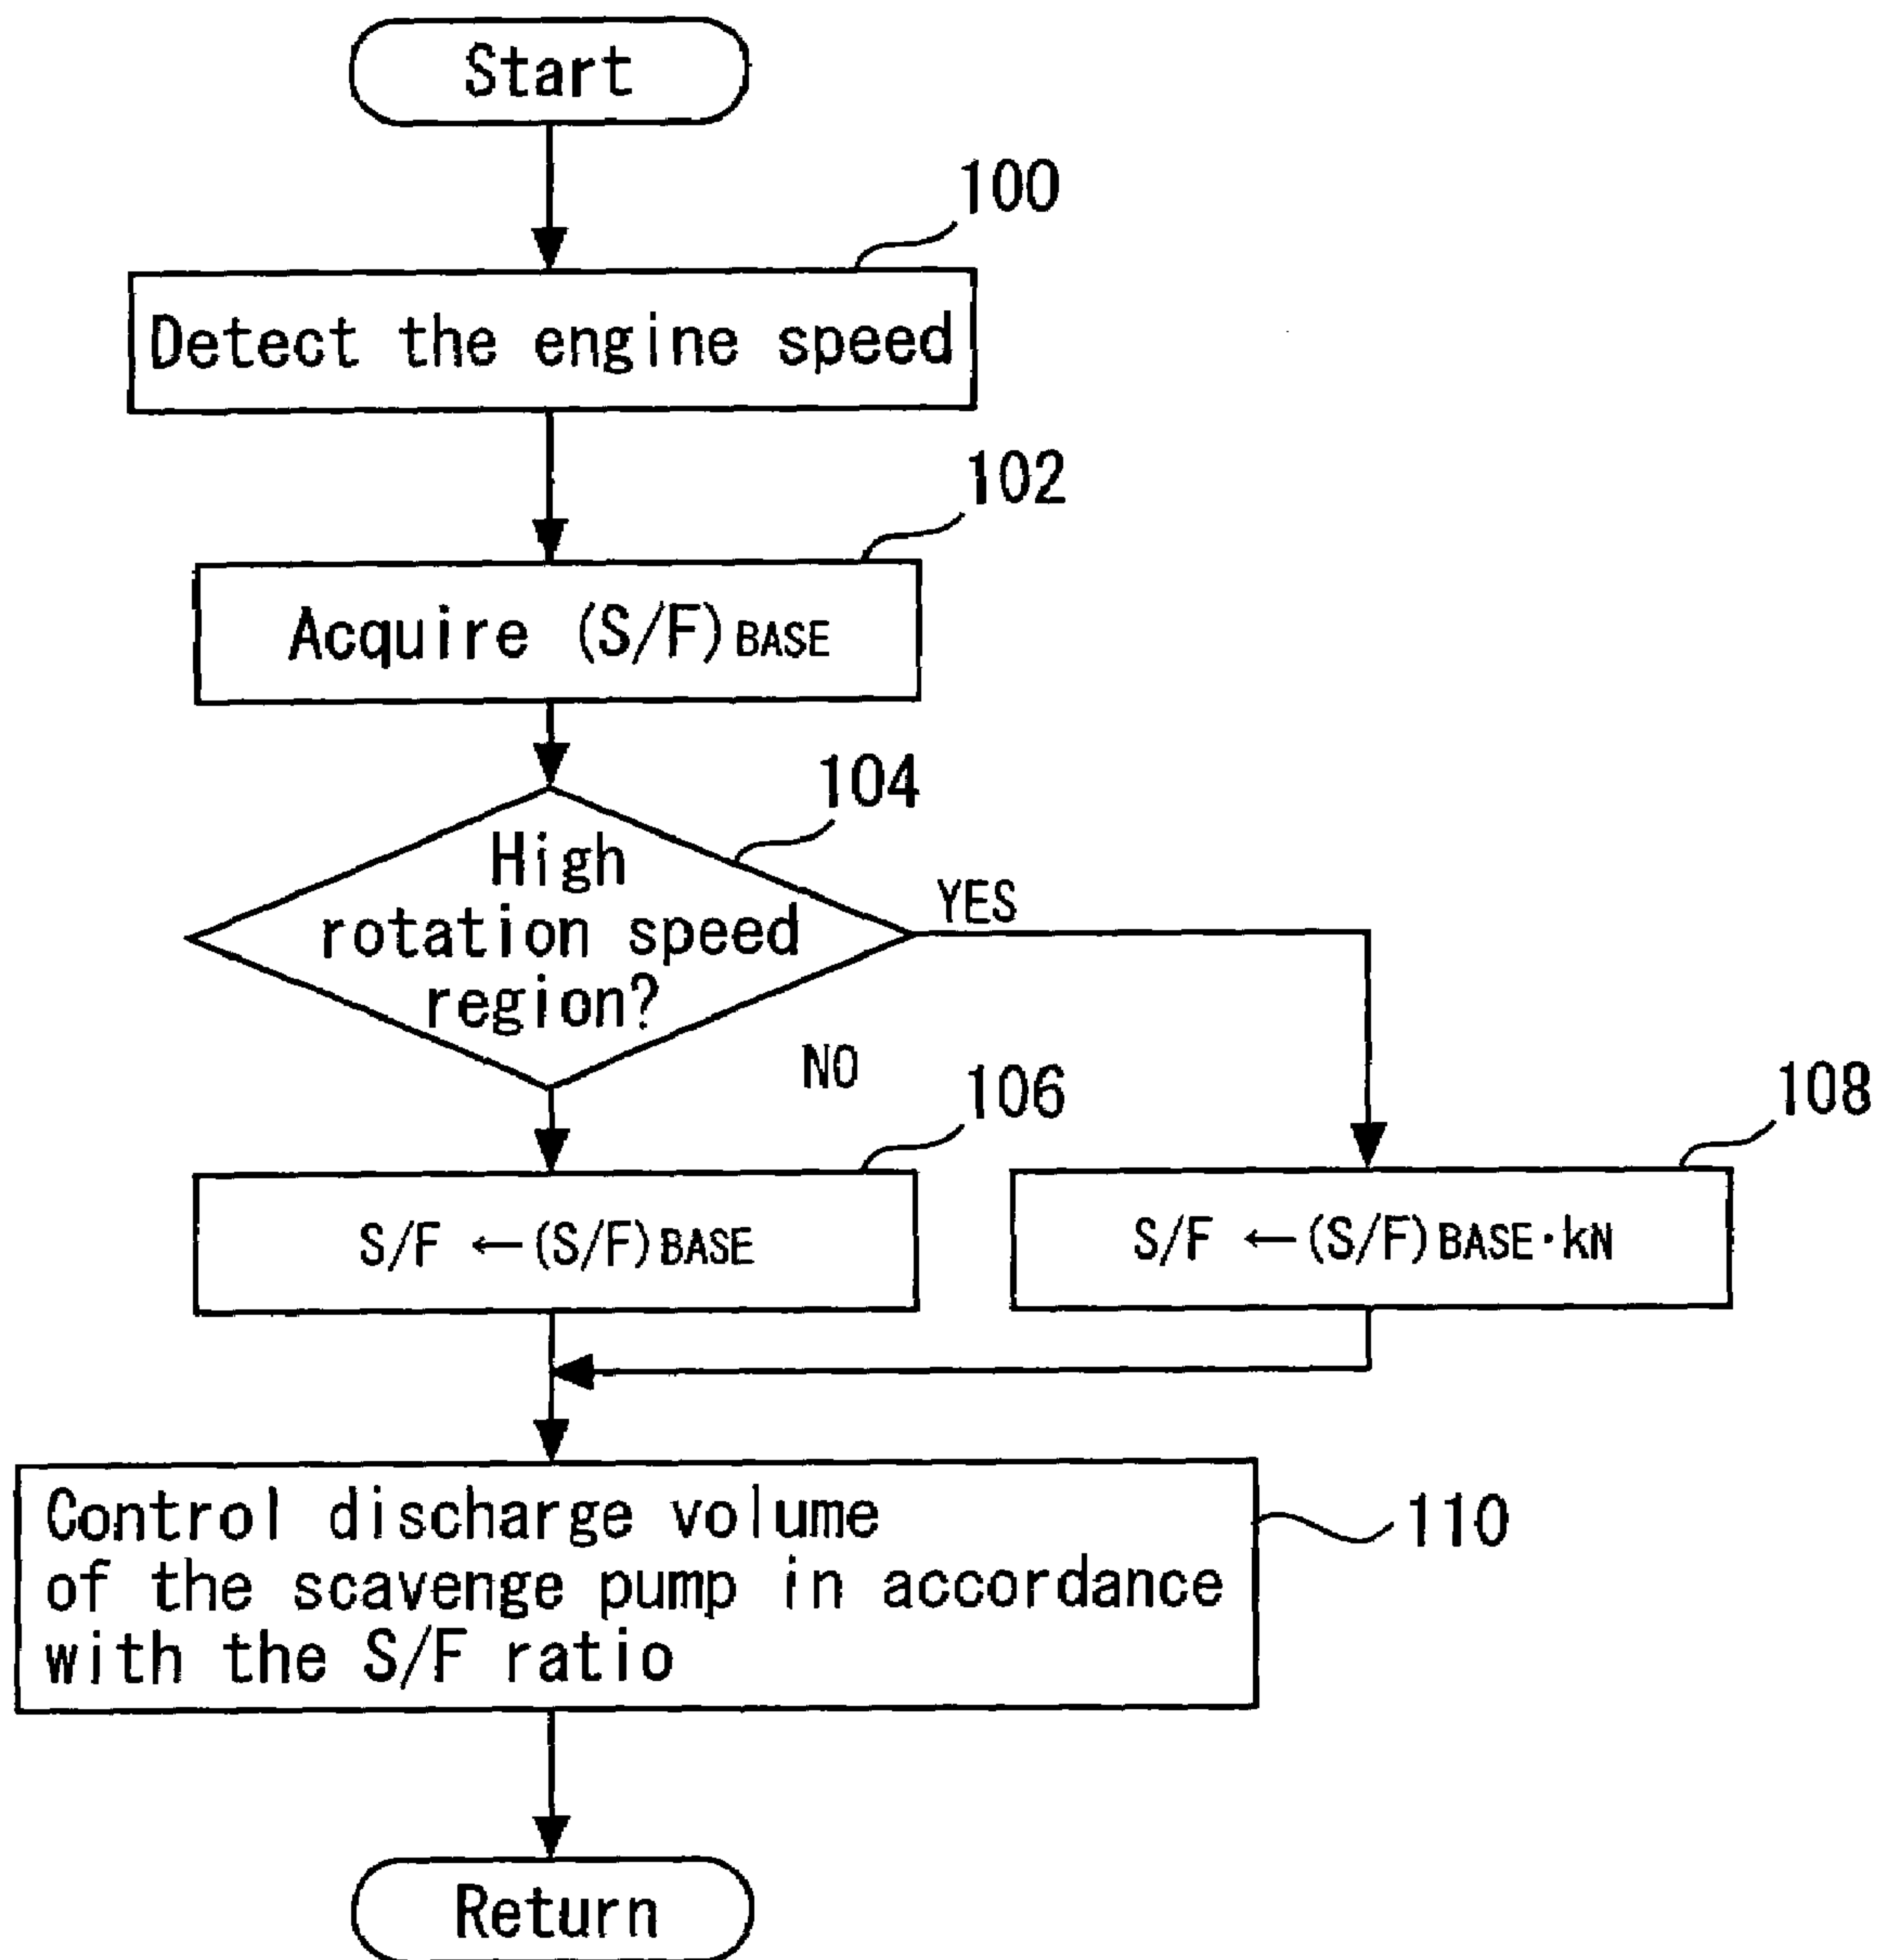 Start
100
Detect the engine speed
102
Acquire (S/F)BASE
104
High
rotation speed
region?
YES
NO
106
108
S/F ←(S/F)BASE
S/F ←(S/F)BASE·kN
Control discharge volume
of the scavenge pump in accordance
with the S/F ratio
110
Return